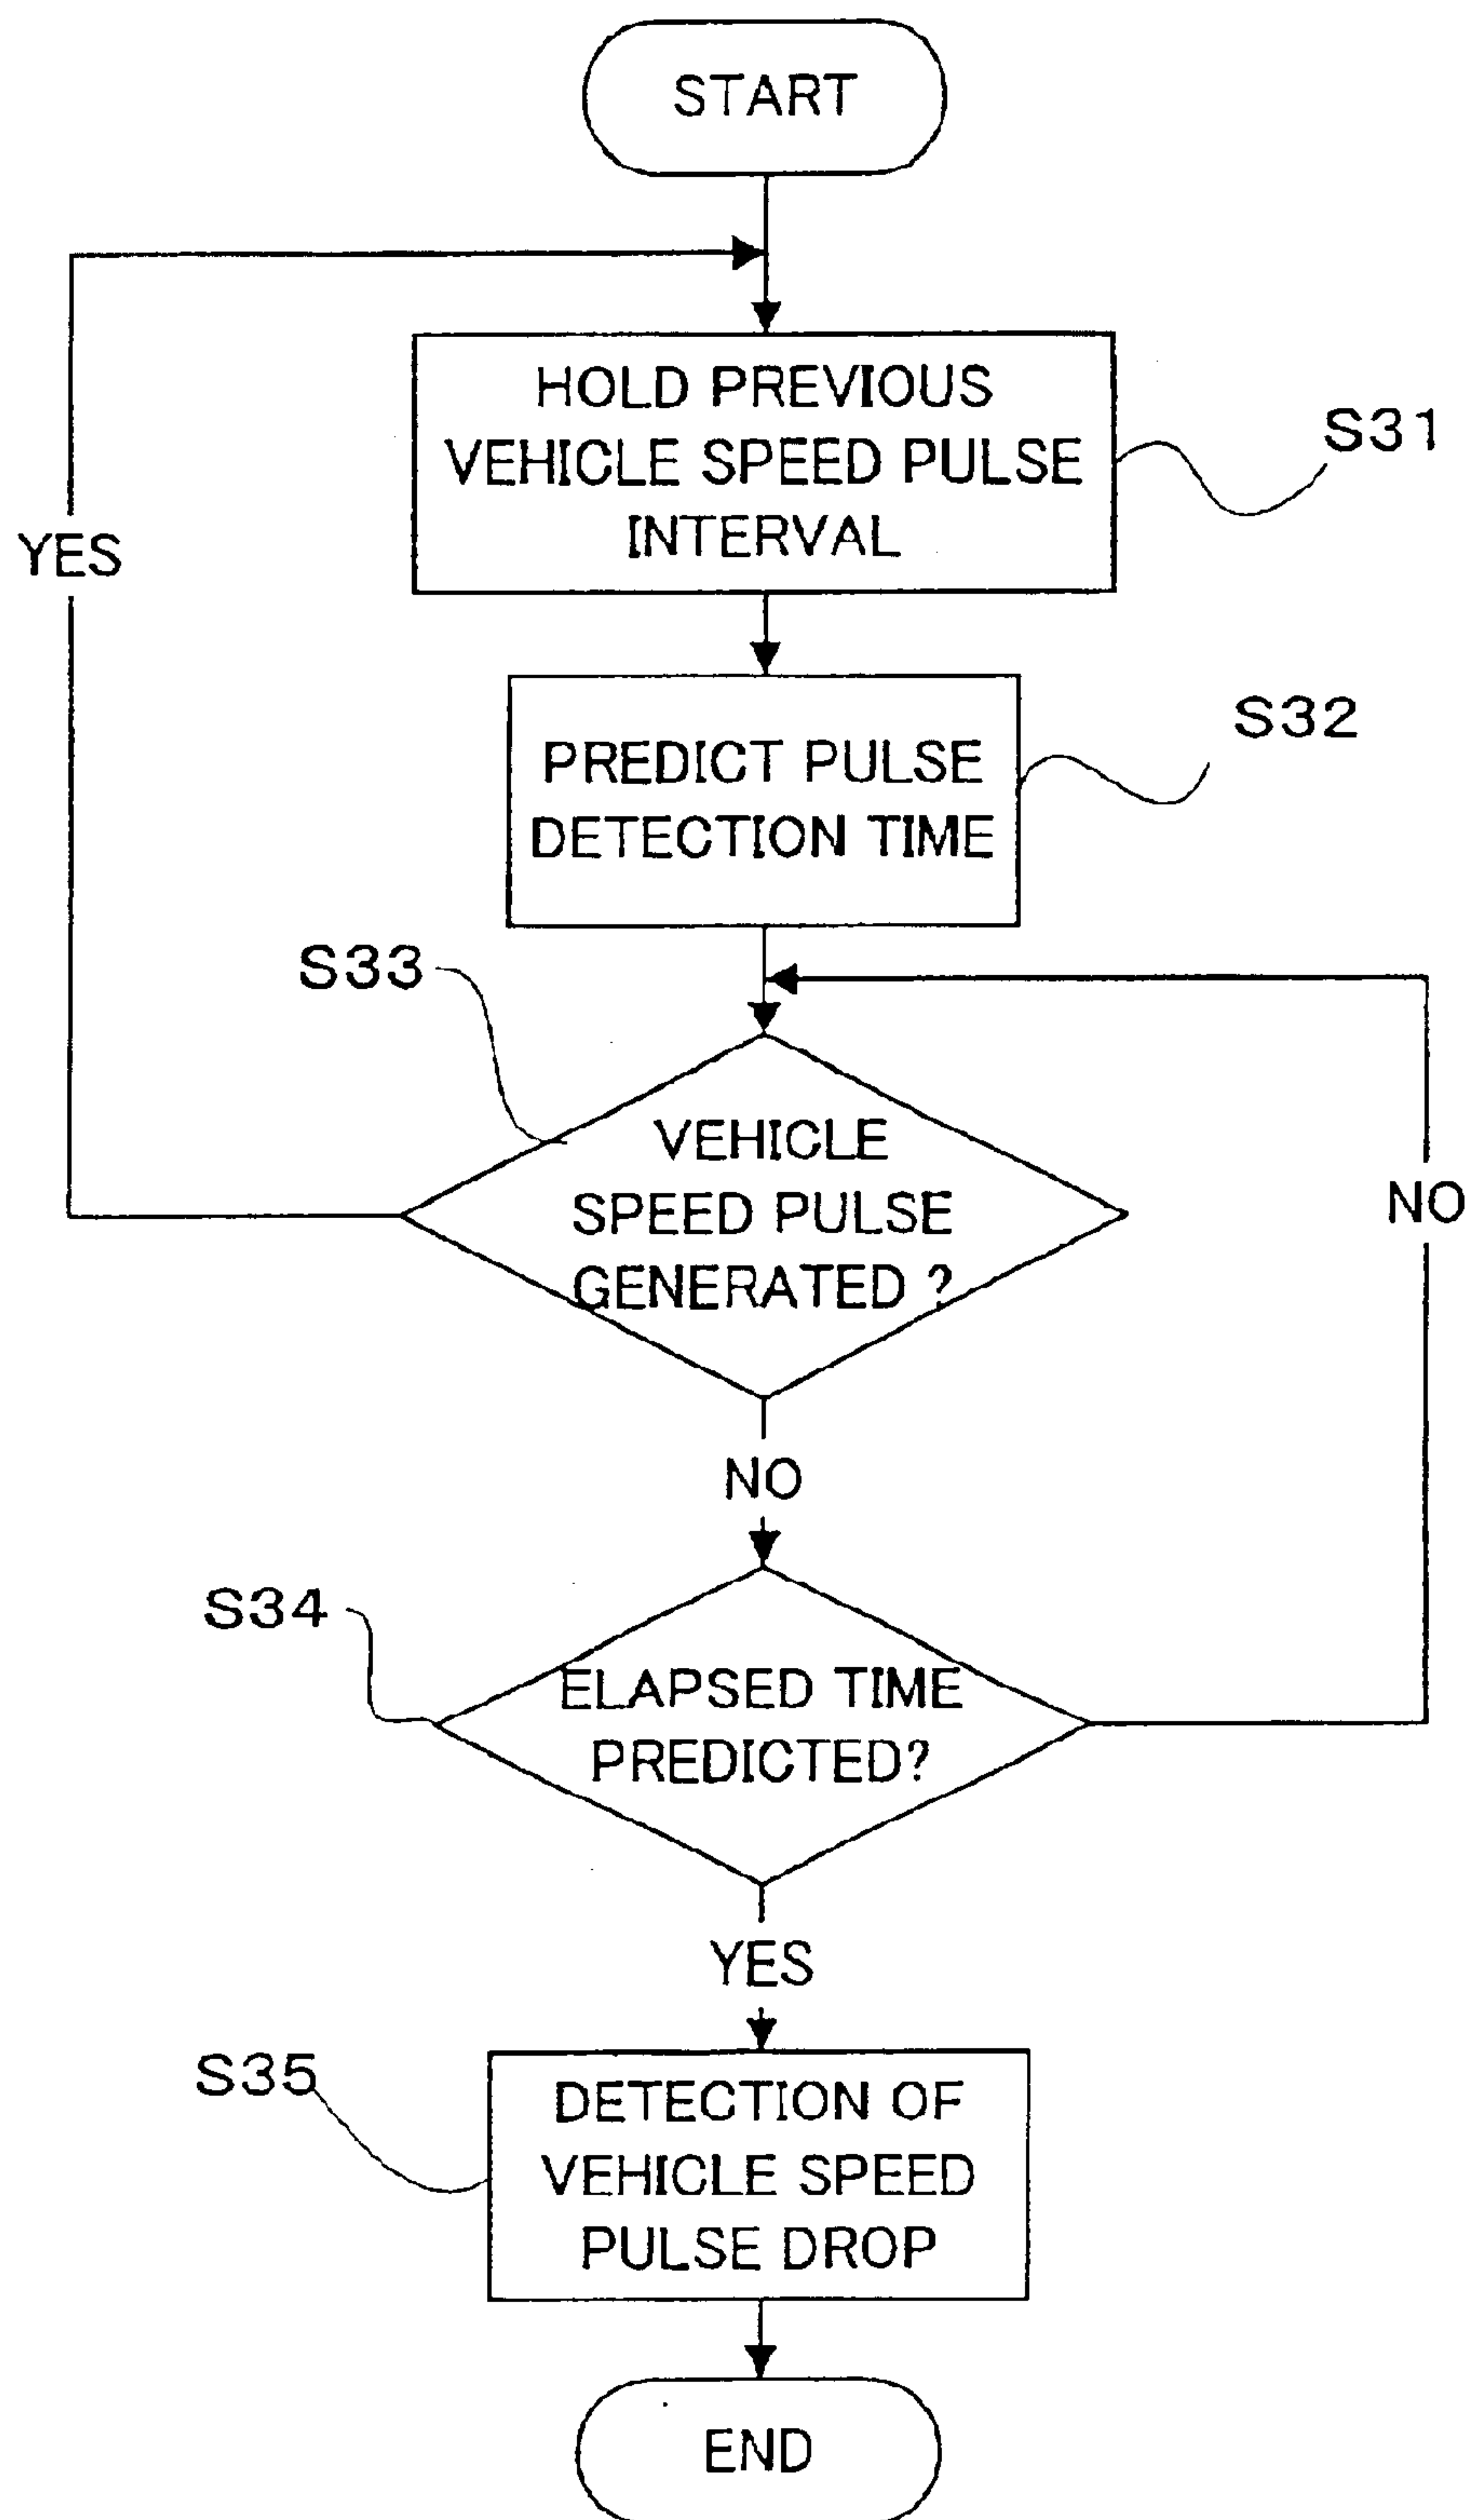 START
HOLD PREVIOUS
VEHICLE SPEED PULSE
INTERVAL
S31
YES
PREDICT PULSE
DETECTION TIME
S32
S33
VEHICLE
SPEED PULSE
GENERATED ?
NO
NO
S34
ELAPSED TIME
PREDICTED?
YES
S35
DETECTION OF
VEHICLE SPEED
PULSE DROP
END